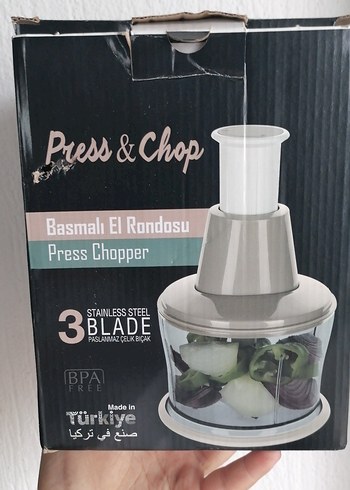 Press & Chop
Basmalı El Rondosu
Press Chopper
3 STAINLESS STEEL
BLADE
PASLANMAZ ÇELİK BIÇAK
BPA
FREE
Made in
Türkiye
صنع في تركيا